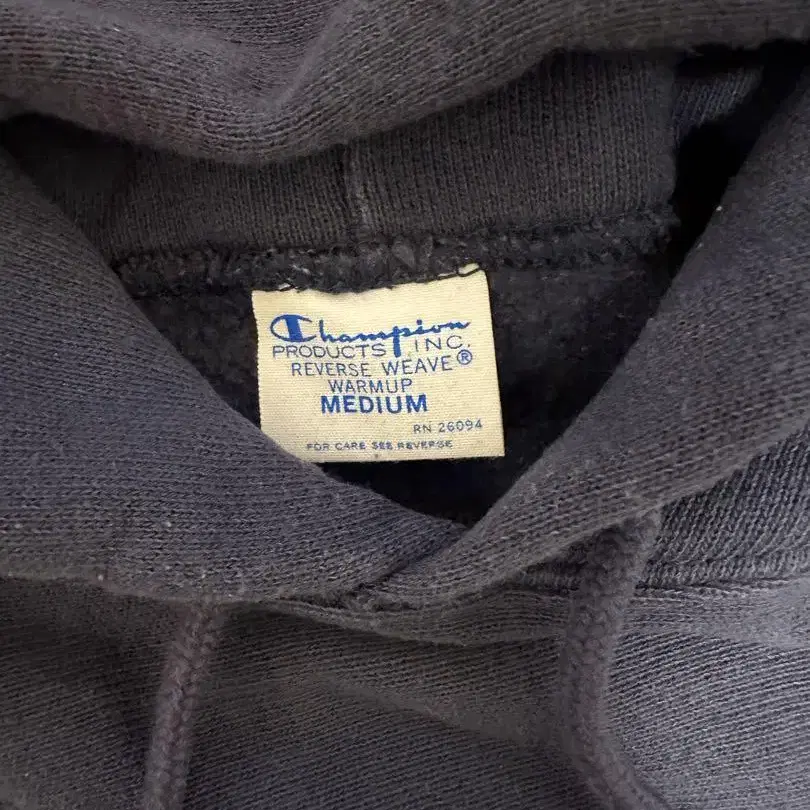 Champion
PRODUCTS INC.
REVERSE WEAVE®
WARMUP
MEDIUM
RN 26094
FOR CARE SEE REVERSE